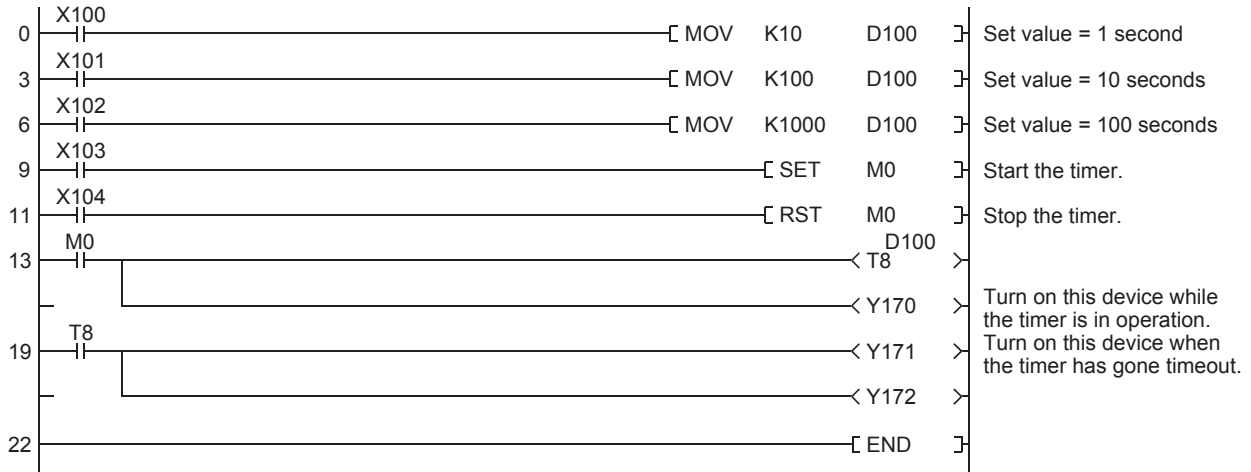 X100
0 [ MOV K10 D100 ] Set value = 1 second
X101
3 [ MOV K100 D100 ] Set value = 10 seconds
X102
6 [ MOV K1000 D100 ] Set value = 100 seconds
X103
9 [ SET M0 ] Start the timer.
X104
11 [ RST M0 ] Stop the timer.
M0 D100
13 < T8 >
< Y170 > Turn on this device while
the timer is in operation.
T8
19 < Y171 > Turn on this device when
the timer has gone timeout.
< Y172 >
22 [ END ]